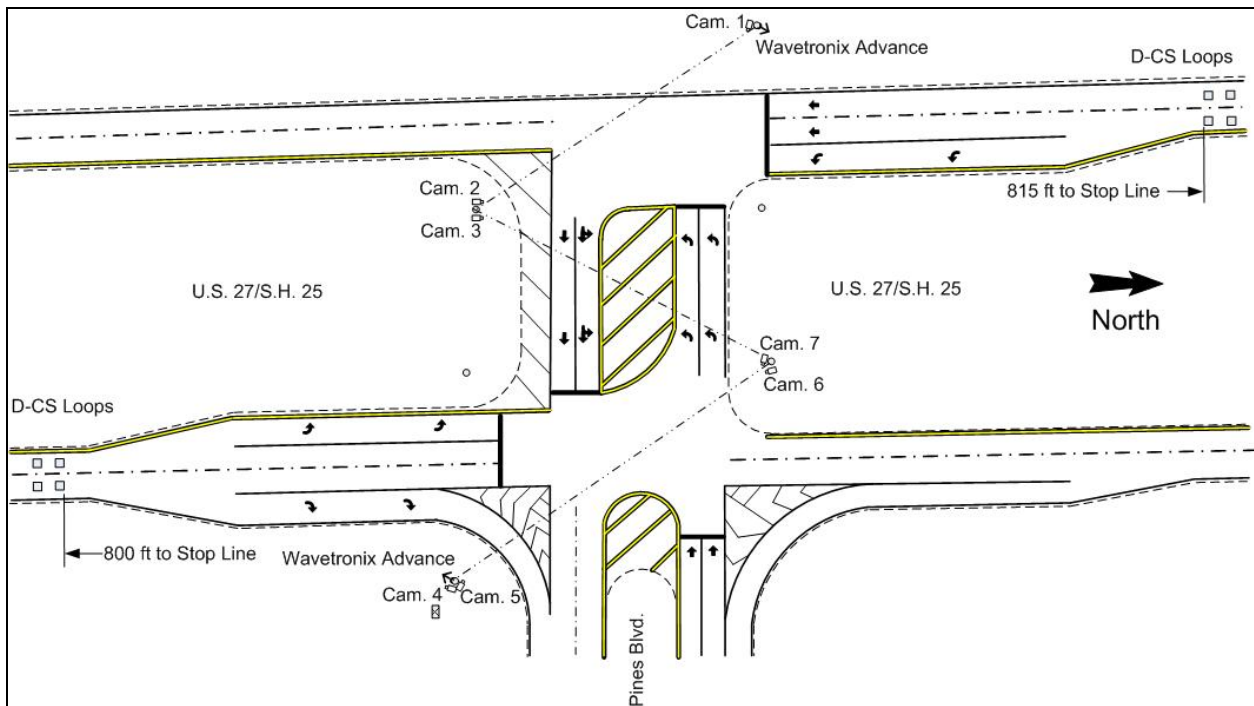 Cam. 1
Wavetronix Advance
D-CS Loops
Cam. 2
Cam. 3
815 ft to Stop Line
U.S. 27/S.H. 25
U.S. 27/S.H. 25
North
Cam. 7
Cam. 6
D-CS Loops
800 ft to Stop Line
Wavetronix Advance
Cam. 4
Cam. 5
Pines Blvd.